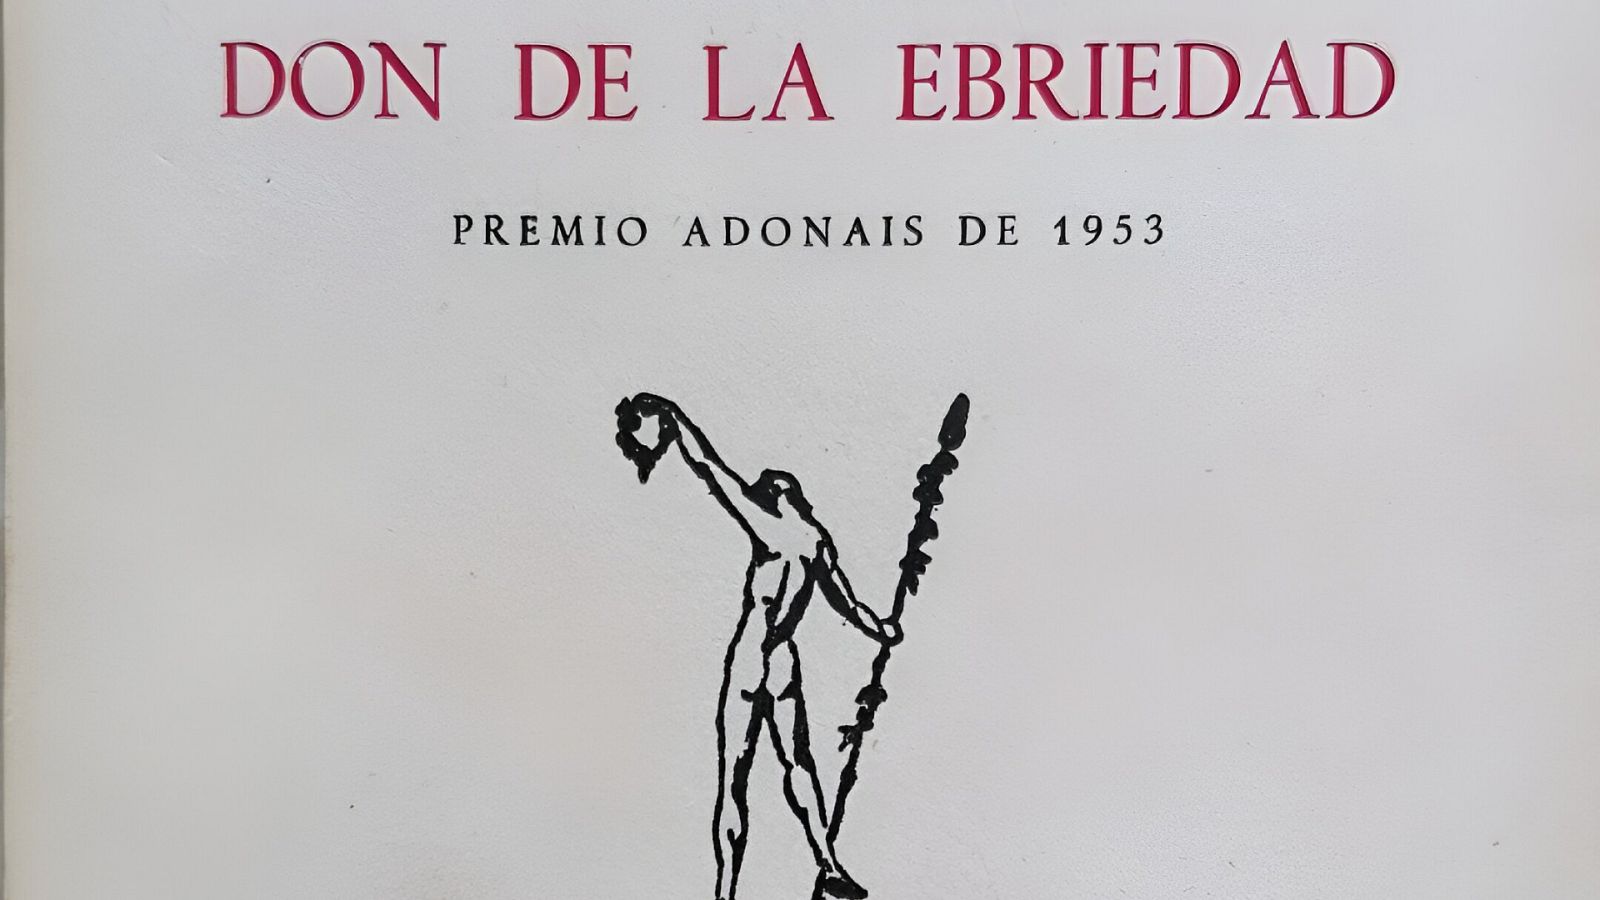 DON DE LA EBRIEDAD
PREMIO ADONAIS DE 1953